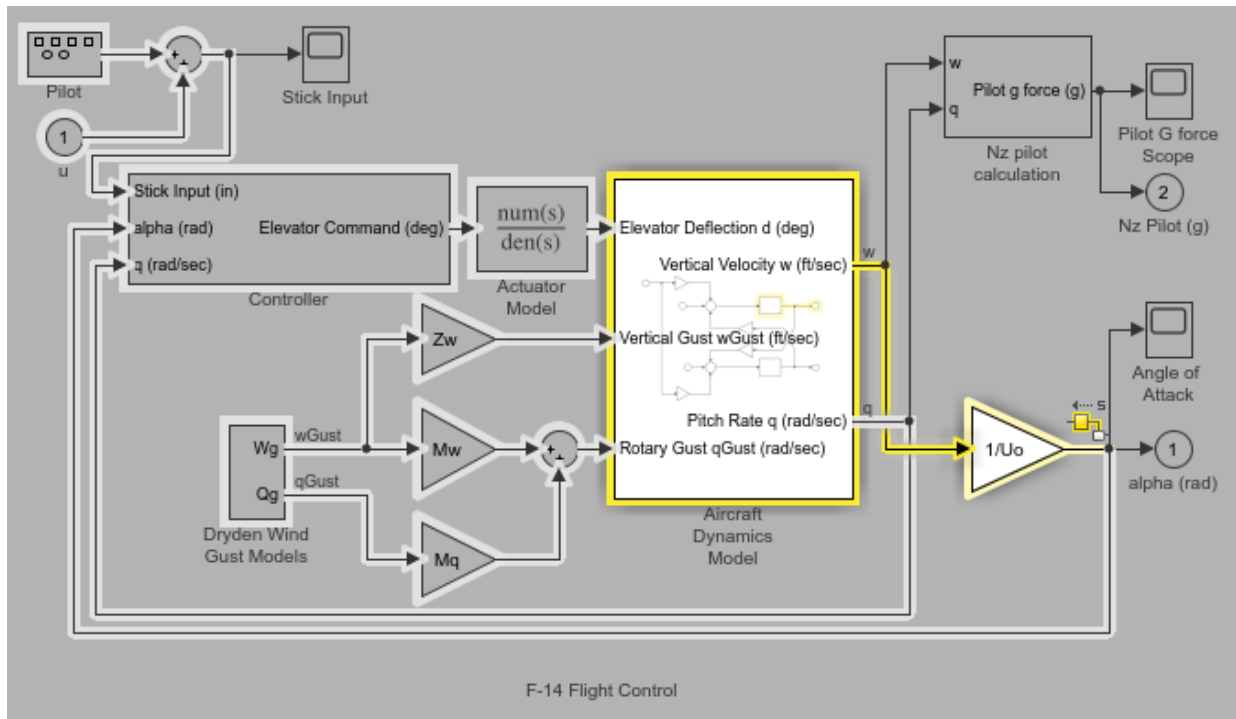 Pilot
Stick Input
1
u
w
Pilot g force (g)
q
Nz pilot
calculation
Pilot G force
Scope
2
Nz Pilot (g)
Stick Input (in)
alpha (rad)
Elevator Command (deg)
q (rad/sec)
Controller
num(s)
den(s)
Actuator
Model
Elevator Deflection d (deg)
Vertical Velocity w (ft/sec)
Vertical Gust wGust (ft/sec)
Pitch Rate q (rad/sec)
Rotary Gust qGust (rad/sec)
Aircraft
Dynamics
Model
w
q
Zw
Mw
Mq
Wg
Qg
wGust
qGust
Dryden Wind
Gust Models
1/Uo
s
Angle of
Attack
1
alpha (rad)
F-14 Flight Control